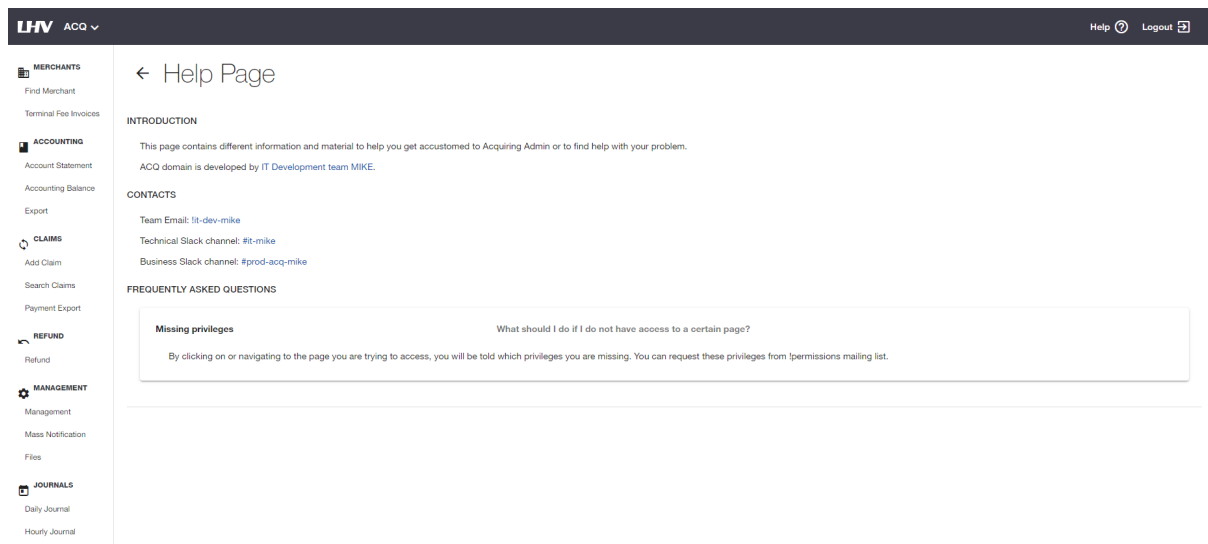 LHV ACQ
Help Logout
MERCHANTS
Find Merchant
Terminal Fee Invoices
ACCOUNTING
Account Statement
Accounting Balance
Export
CLAIMS
Add Claim
Search Claims
Payment Export
REFUND
Refund
MANAGEMENT
Management
Mass Notification
Files
JOURNALS
Daily Journal
Hourly Journal
Help Page
INTRODUCTION
This page contains different information and material to help you get accustomed to Acquiring Admin or to find help with your problem.
ACQ domain is developed by IT Development team MIKE.
CONTACTS
Team Email: !it-dev-mike
Technical Slack channel: #it-mike
Business Slack channel: #prod-acq-mike
FREQUENTLY ASKED QUESTIONS
Missing privileges What should I do if I do not have access to a certain page?
By clicking on or navigating to the page you are trying to access, you will be told which privileges you are missing. You can request these privileges from !permissions mailing list.